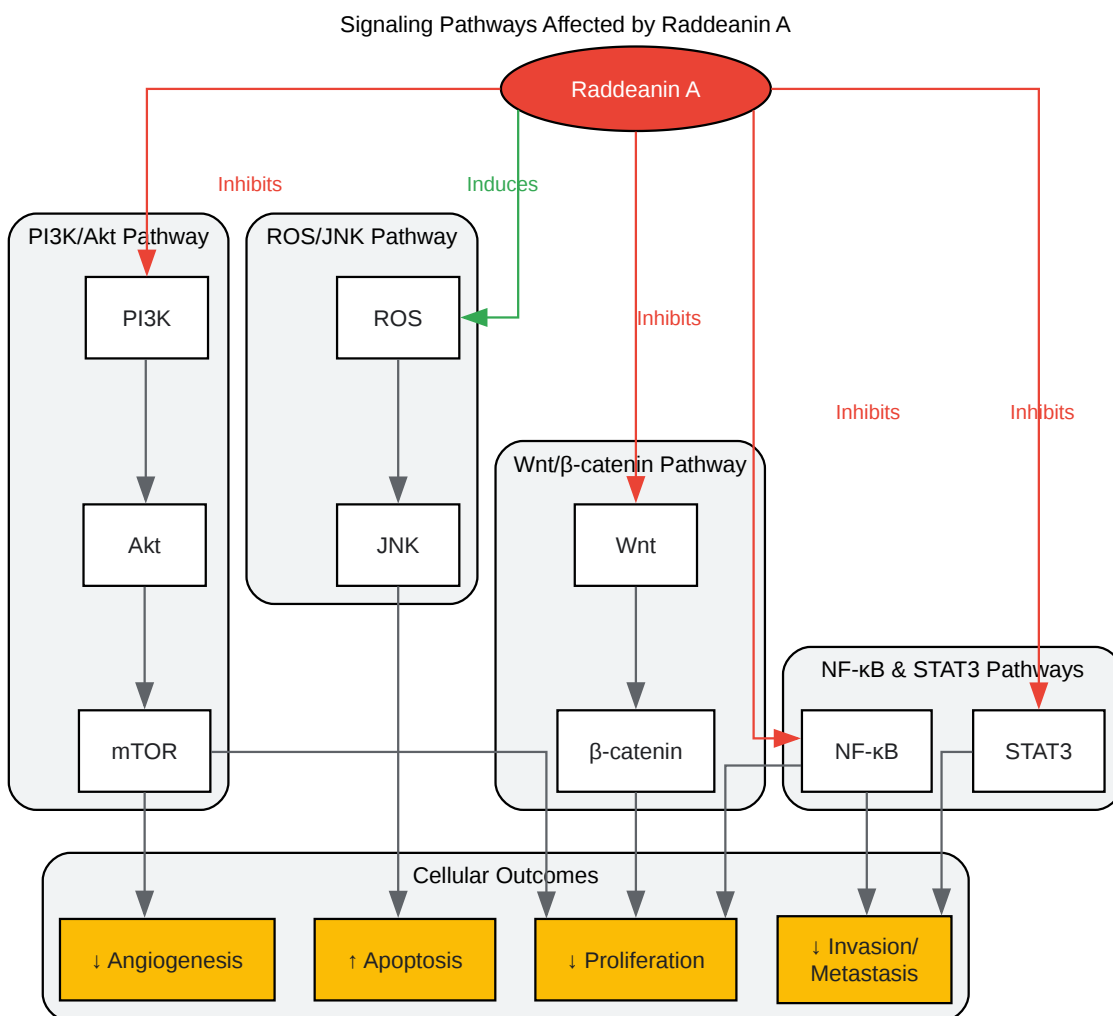 Signaling Pathways Affected by Raddeanin A
Raddeanin A
Inhibits
Induces
PI3K/Akt Pathway
ROS/JNK Pathway
PI3K
ROS
Inhibits
Inhibits
Inhibits
Wnt/β-catenin Pathway
Akt
JNK
Wnt
NF-κB & STAT3 Pathways
mTOR
β-catenin
NF-κB
STAT3
Cellular Outcomes
↓ Angiogenesis
↑ Apoptosis
↓ Proliferation
↓ Invasion/
Metastasis